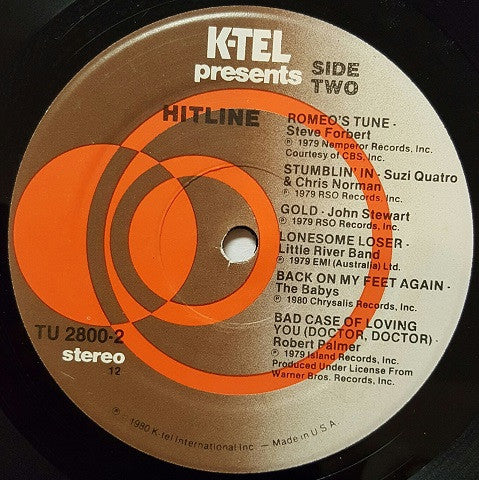 K-TEL
presents
SIDE
TWO
HITLINE
ROMEO'S TUNE -
Steve Forbert
℗ 1979 Nemperor Records, Inc.
Courtesy of CBS, Inc.
STUMBLIN' IN - Suzi Quatro
& Chris Norman
℗ 1979 RSO Records, Inc.
GOLD - John Stewart
℗ 1979 RSO Records, Inc.
LONESOME LOSER -
Little River Band
℗ 1979 EMI (Australia) Ltd.
BACK ON MY FEET AGAIN -
The Babys
℗ 1980 Chrysalis Records, Inc.
BAD CASE OF LOVING
YOU (DOCTOR, DOCTOR) -
Robert Palmer
℗ 1979 Island Records, Inc.
Produced Under License From
Warner Bros. Records, Inc.
TU 2800-2
stereo
12
℗ 1980 K-tel International Inc. - Made in U.S.A.